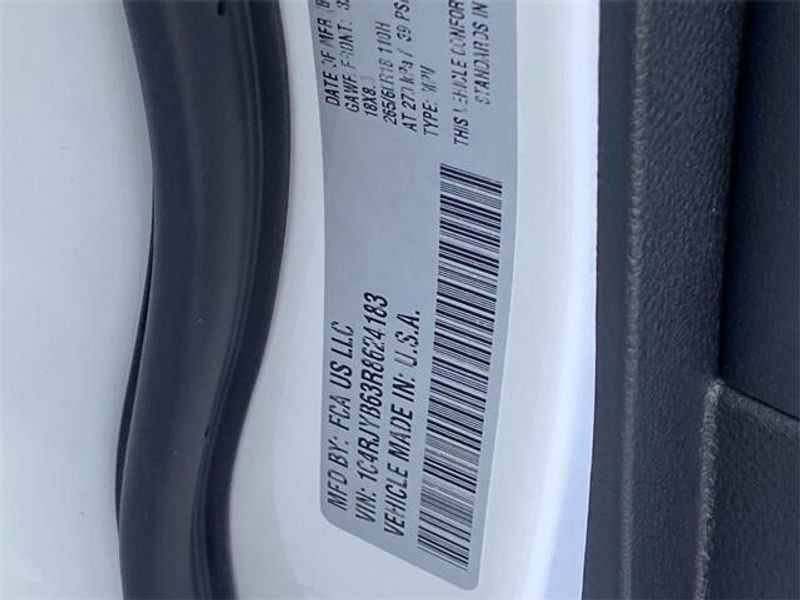 MFD BY: FCA US LLC
DATE OF MFR
GAWR FRONT:
18X8.0
265/60R18 110H
AT 270 kPa / 39 PSI
TYPE: MPV
VIN: 1C4RJYB63R8624183
VEHICLE MADE IN: U.S.A.
THIS VEHICLE CONFOR
STANDARDS IN